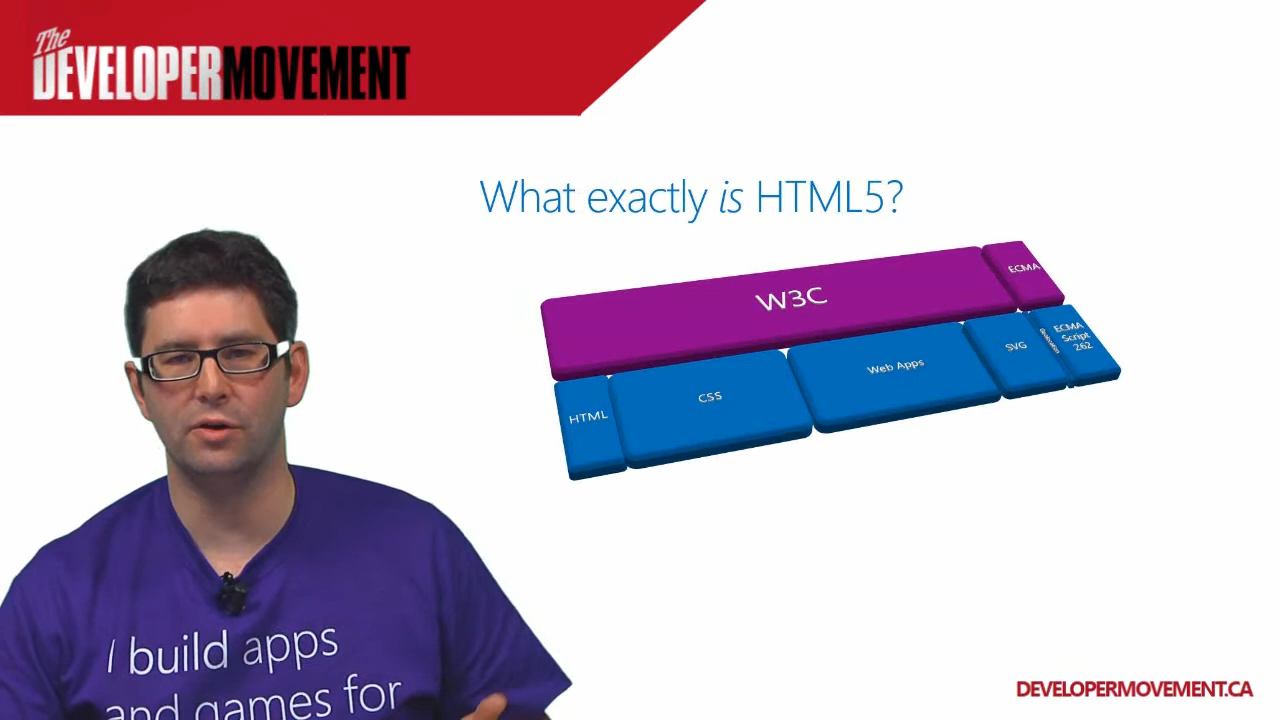 The
DEVELOPERMOVEMENT
What exactly is HTML5?
W3C
ECMA
HTML
CSS
Web Apps
SVG
Geolocation
ECMA
Script
262
I build apps
and games for
DEVELOPERMOVEMENT.CA